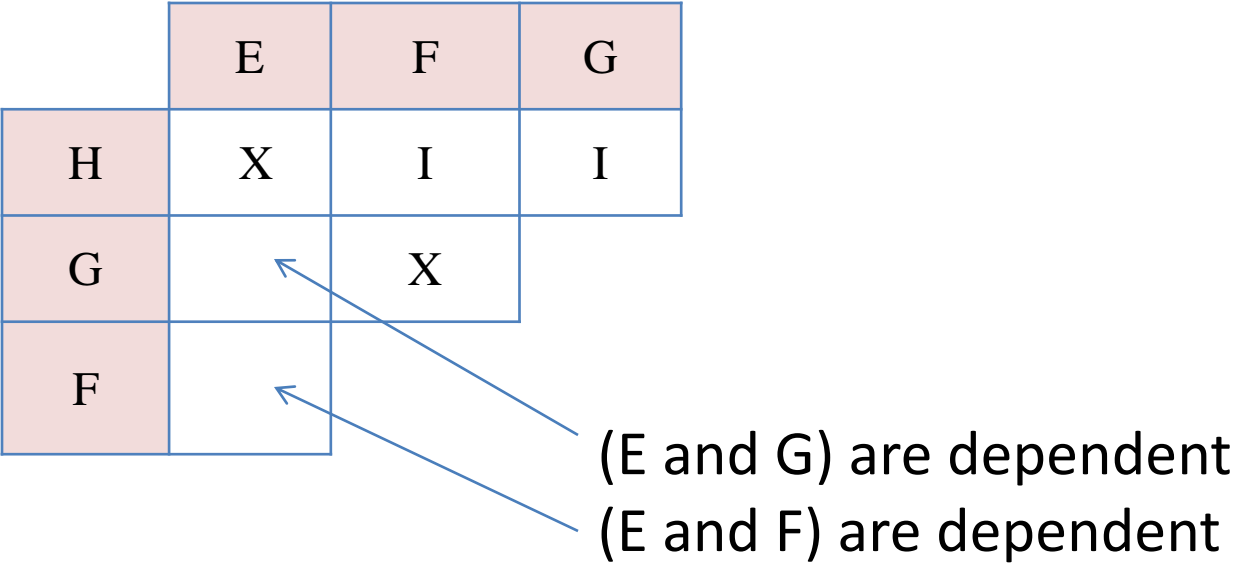 E F G
H X I I
G X
F
(E and G) are dependent
(E and F) are dependent